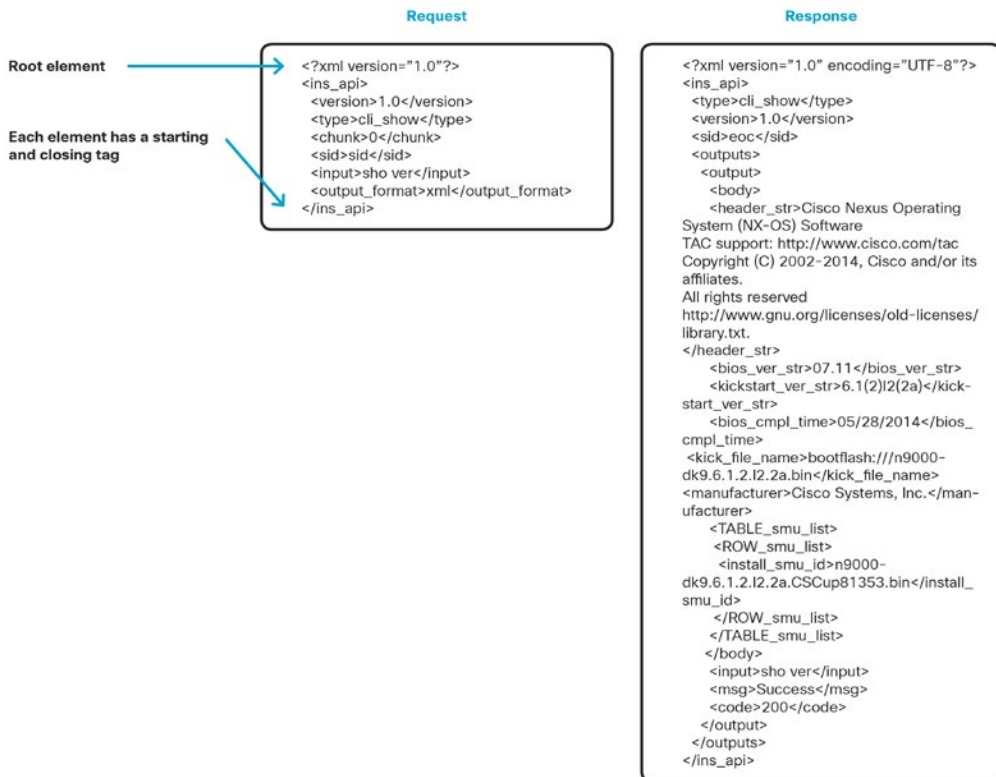 Request
Root element
<?xml version="1.0"?>
<ins_api>
<version>1.0</version>
<type>cli_show</type>
<chunk>0</chunk>
<sid>sid</sid>
<input>sho ver</input>
<output_format>xml</output_format>
</ins_api>
Each element has a starting
and closing tag
Response
<?xml version="1.0" encoding="UTF-8"?>
<ins_api>
<type>cli_show</type>
<version>1.0</version>
<sid>eoc</sid>
<outputs>
<output>
<body>
<header_str>Cisco Nexus Operating
System (NX-OS) Software
TAC support: http://www.cisco.com/tac
Copyright (C) 2002-2014, Cisco and/or its
affiliates.
All rights reserved
http://www.gnu.org/licenses/old-licenses/
library.txt.
</header_str>
<bios_ver_str>07.11</bios_ver_str>
<kickstart_ver_str>6.1(2)I2(2a)</kick-
start_ver_str>
<bios_cmpl_time>05/28/2014</bios_
cmpl_time>
<kick_file_name>bootflash:///n9000-
dk9.6.1.2.I2.2a.bin</kick_file_name>
<manufacturer>Cisco Systems, Inc.</man-
ufacturer>
<TABLE_smu_list>
<ROW_smu_list>
<install_smu_id>n9000-
dk9.6.1.2.I2.2a.CSCup81353.bin</install_
smu_id>
</ROW_smu_list>
</TABLE_smu_list>
</body>
<input>sho ver</input>
<msg>Success</msg>
<code>200</code>
</output>
</outputs>
</ins_api>